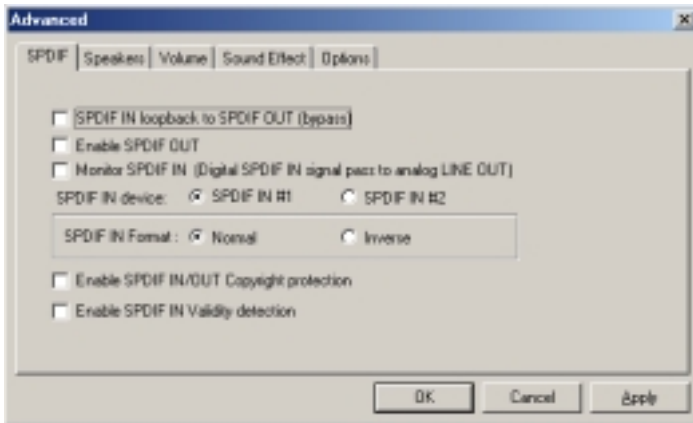 Advanced
SPDIF Speakers Volume Sound Effect Options
SPDIF IN loopback to SPDIF OUT (bypass)
Enable SPDIF OUT
Monitor SPDIF IN (Digital SPDIF IN signal pass to analog LINE OUT)
SPDIF IN device: SPDIF IN #1 SPDIF IN #2
SPDIF IN Format : Normal Inverse
Enable SPDIF IN/OUT Copyright protection
Enable SPDIF IN Validity detection
OK Cancel Apply